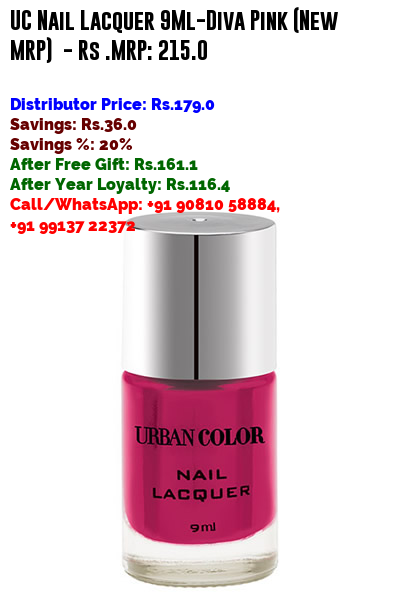 UC Nail Lacquer 9Ml-Diva Pink (New
MRP) - Rs .MRP: 215.0
Distributor Price: Rs.179.0
Savings: Rs.36.0
Savings %: 20%
After Free Gift: Rs.161.1
After Year Loyalty: Rs.116.4
Call/WhatsApp: +91 90810 58884,
+91 99137 22372
URBAN COLOR
NAIL
LACQUER
9ml